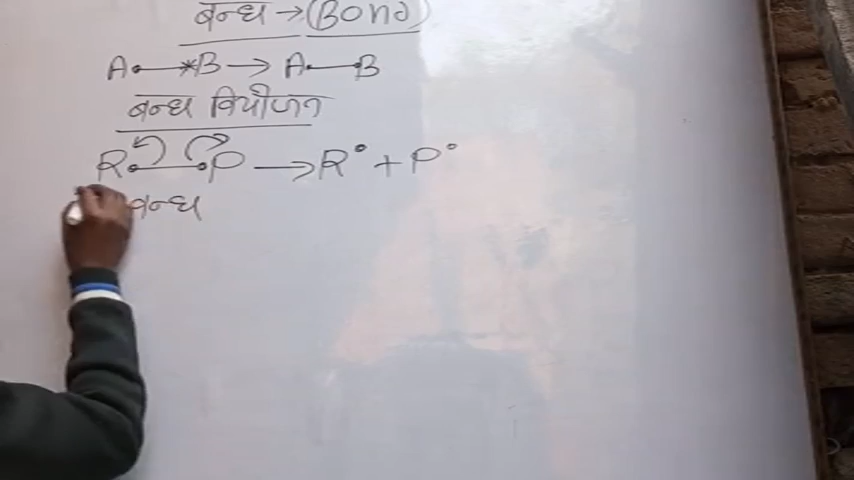 बन्ध → (Bond)
A•—*B → A•—•B
बन्ध वियोजन
R•—•P → R° + P°
बन्ध